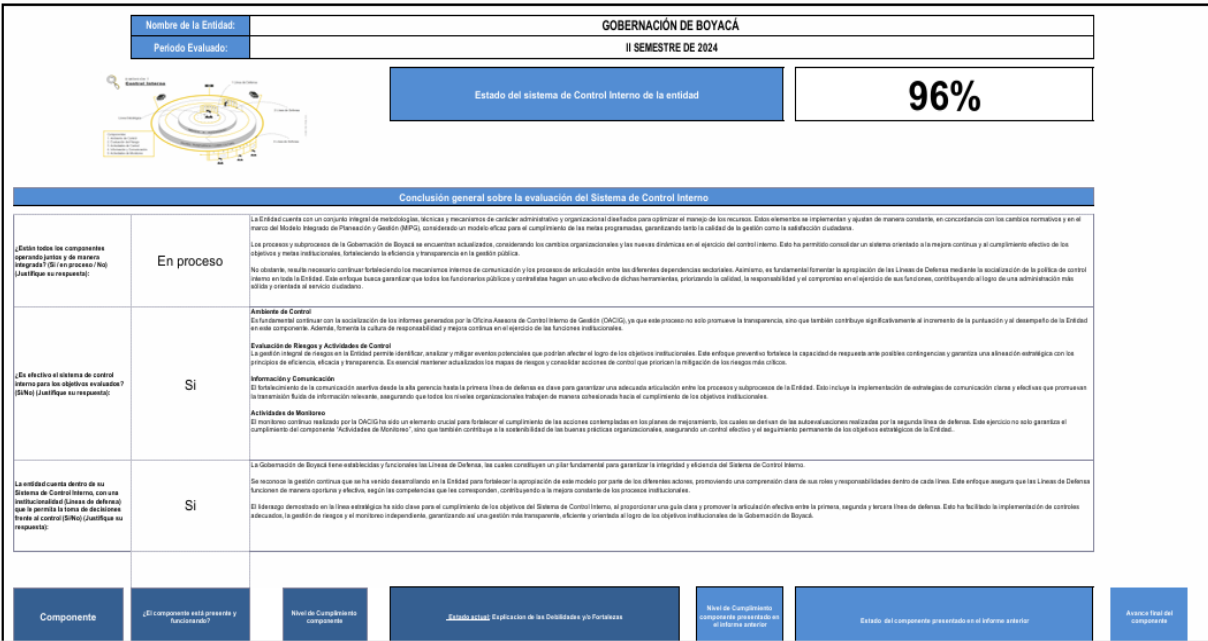 Nombre de la Entidad:
GOBERNACIÓN DE BOYACÁ
Periodo Evaluado:
II SEMESTRE DE 2024
Control Interno
Estado del sistema de Control Interno de la entidad
96%
Conclusión general sobre la evaluación del Sistema de Control Interno
¿Están todos los componentes
operando juntos y de manera
integrada? (Si / en proceso / No)
(Justifique su respuesta):
En proceso
La Entidad cuenta con un conjunto integral de metodologías, técnicas y mecanismos de carácter administrativo y organizacional diseñados para optimizar el manejo de los recursos. Estos elementos se implementan y ajustan de manera constante, en concordancia con los cambios normativos y en el
marco del Modelo Integrado de Planeación y Gestión (MIPG), considerado un modelo eficaz para el cumplimiento de las metas programadas, garantizando tanto la calidad de la gestión como la satisfacción ciudadana.
Los procesos y subprocesos de la Gobernación de Boyacá se encuentran actualizados, considerando los cambios organizacionales y las nuevas dinámicas en el ejercicio del control interno. Esto ha permitido consolidar un sistema orientado a la mejora continua y al cumplimiento efectivo de los
objetivos y metas institucionales, fortaleciendo la eficiencia y transparencia en la gestión pública.
No obstante, resulta necesario continuar fortaleciendo los mecanismos internos de comunicación y los procesos de articulación entre las diferentes dependencias sectoriales. Asimismo, es fundamental fomentar la apropiación de las Líneas de Defensa mediante la socialización de la política de control
interno en toda la Entidad. Este enfoque busca garantizar que todos los funcionarios públicos y contratistas hagan un uso efectivo de dichas herramientas, priorizando la calidad, la responsabilidad y el compromiso en el ejercicio de sus funciones, contribuyendo al logro de una administración más
sólida y orientada al servicio ciudadano.
¿Es efectivo el sistema de control
interno para los objetivos evaluados?
(Si/No) (Justifique su respuesta):
Si
Ambiente de Control
Es fundamental continuar con la socialización de los informes generados por la Oficina Asesora de Control Interno de Gestión (OACIG), ya que este proceso no solo promueve la transparencia, sino que también contribuye significativamente al incremento de la puntuación y al desempeño de la Entidad
en este componente. Además, fomenta la cultura de responsabilidad y mejora continua en el ejercicio de las funciones institucionales.
Evaluación de Riesgos y Actividades de Control
La gestión integral de riesgos en la Entidad permite identificar, analizar y mitigar eventos potenciales que podrían afectar el logro de los objetivos institucionales. Este enfoque preventivo fortalece la capacidad de respuesta ante posibles contingencias y garantiza una alineación estratégica con los
principios de eficiencia, eficacia y transparencia. Es esencial mantener actualizados los mapas de riesgos y consolidar acciones de control que prioricen la mitigación de los riesgos más críticos.
Información y Comunicación
El fortalecimiento de la comunicación asertiva desde la alta gerencia hasta la primera línea de defensa es clave para garantizar una adecuada articulación entre los procesos y subprocesos de la Entidad. Esto incluye la implementación de estrategias de comunicación claras y efectivas que promuevan
la transmisión fluida de información relevante, asegurando que todos los niveles organizacionales trabajen de manera cohesionada hacia el cumplimiento de los objetivos institucionales.
Actividades de Monitoreo
El monitoreo continuo realizado por la OACIG ha sido un elemento crucial para fortalecer el cumplimiento de las acciones contempladas en los planes de mejoramiento, los cuales se derivan de las autoevaluaciones realizadas por la segunda línea de defensa. Este ejercicio no solo garantiza el
cumplimiento del componente "Actividades de Monitoreo", sino que también contribuye a la sostenibilidad de las buenas prácticas organizacionales, asegurando un control efectivo y el seguimiento permanente de los objetivos estratégicos de la Entidad.
La entidad cuenta dentro de su
Sistema de Control Interno, con una
institucionalidad (Líneas de defensa)
que le permita la toma de decisiones
frente al control (Si/No) (Justifique su
respuesta):
Si
La Gobernación de Boyacá tiene establecidas y funcionales las Líneas de Defensa, las cuales constituyen un pilar fundamental para garantizar la integridad y eficiencia del Sistema de Control Interno.
Se reconoce la gestión continua que se ha venido desarrollando en la Entidad para fortalecer la apropiación de este modelo por parte de los diferentes actores, promoviendo una comprensión clara de sus roles y responsabilidades dentro de cada línea. Este enfoque asegura que las Líneas de Defensa
funcionen de manera oportuna y efectiva, según las competencias que les corresponden, contribuyendo a la mejora constante de los procesos institucionales.
El liderazgo demostrado en la línea estratégica ha sido clave para el cumplimiento de los objetivos del Sistema de Control Interno, al proporcionar una guía clara y promover la articulación efectiva entre la primera, segunda y tercera línea de defensa. Esto ha facilitado la implementación de controles
adecuados, la gestión de riesgos y el monitoreo independiente, garantizando así una gestión más transparente, eficiente y orientada al logro de los objetivos institucionales de la Gobernación de Boyacá.
Componente
¿El componente está presente y
funcionando?
Nivel de Cumplimiento
componente
Estado actual: Explicacion de las Debilidades y/o Fortalezas
Nivel de Cumplimiento
componente presentado en
el informe anterior
Estado del componente presentado en el informe anterior
Avance final del
componente